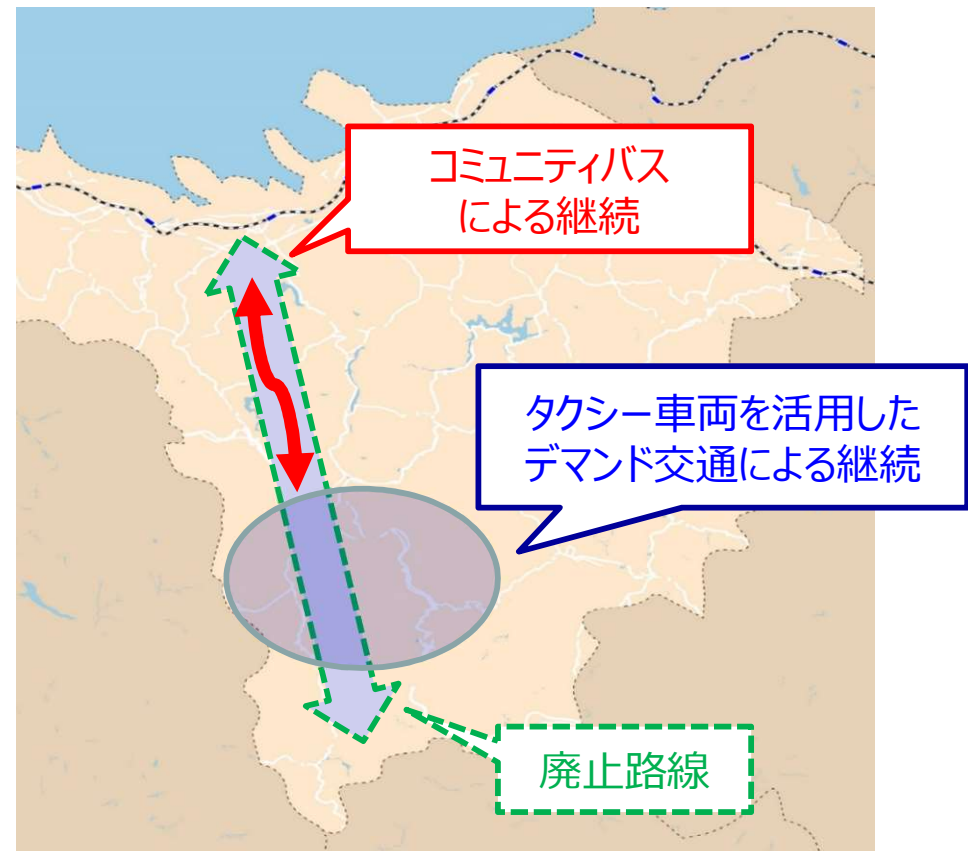 コミュニティバス
による継続
タクシー車両を活用した
デマンド交通による継続
廃止路線